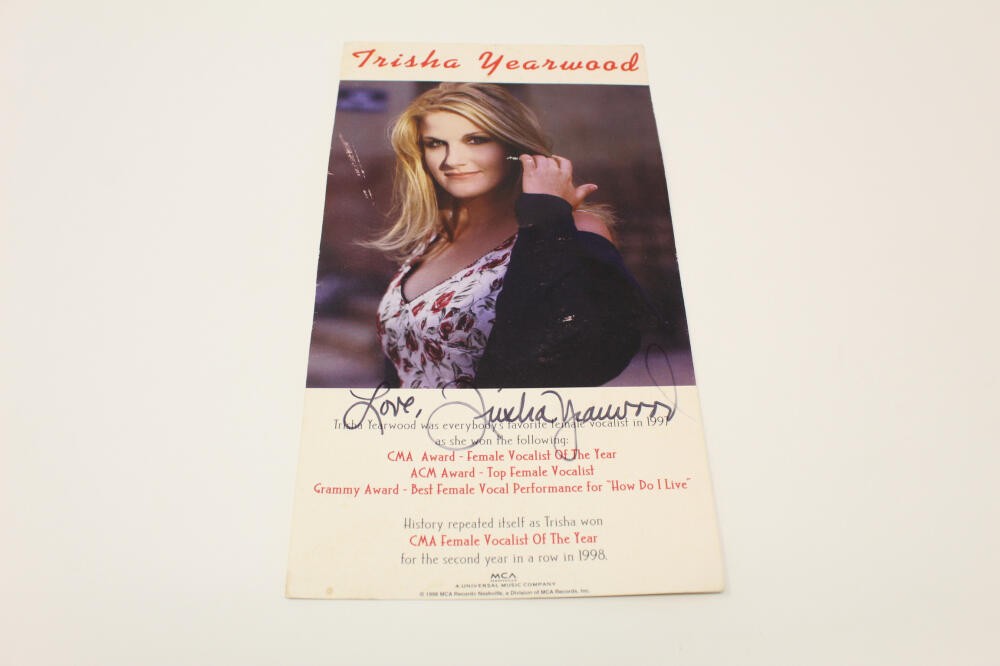 Trisha Yearwood
Love, Trisha Yearwood
Trisha Yearwood was everybody's favorite female vocalist in 1997
as she won the following:
CMA Award - Female Vocalist Of The Year
ACM Award - Top Female Vocalist
Grammy Award - Best Female Vocal Performance for "How Do I Live"
History repeated itself as Trisha won
CMA Female Vocalist Of The Year
for the second year in a row in 1998.
MCA
NASHVILLE
A UNIVERSAL MUSIC COMPANY
© 1998 MCA Records Nashville, a Division of MCA Records, Inc.